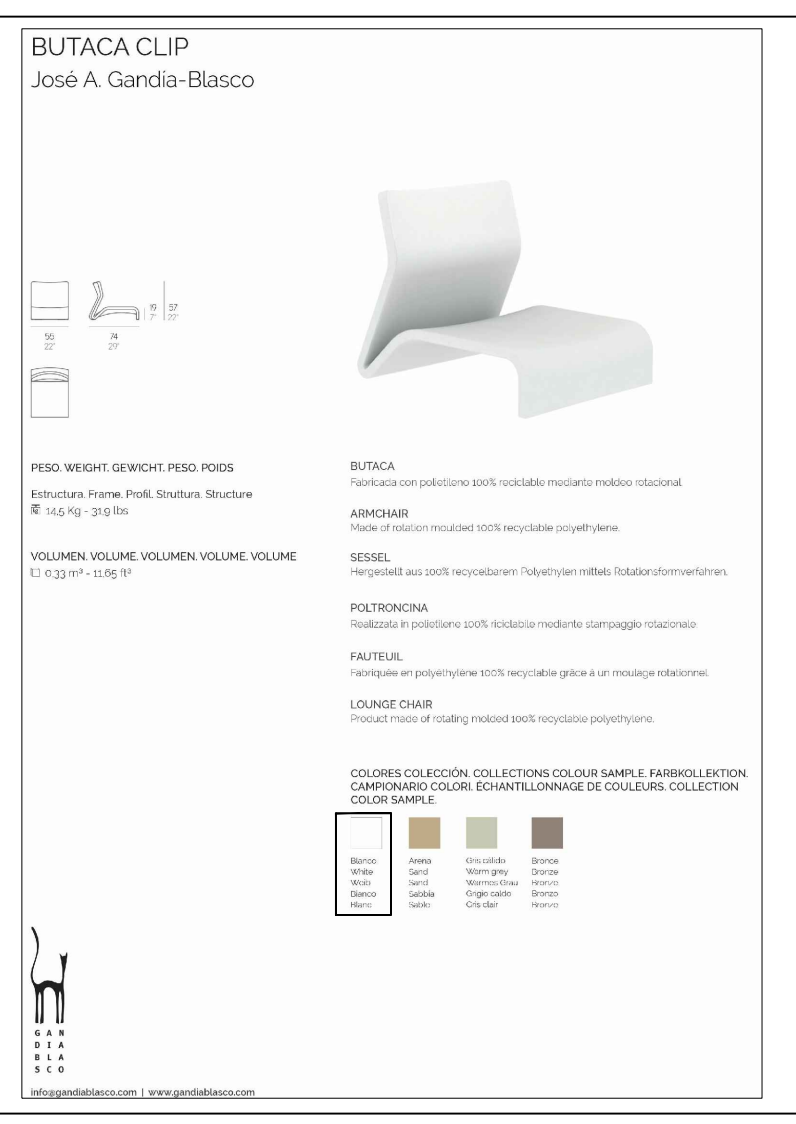 BUTACA CLIP
José A. Gandía-Blasco
19 57
7" 22"
55 74
22" 29"
PESO. WEIGHT. GEWICHT. PESO. POIDS
Estructura. Frame. Profil. Struttura. Structure
14,5 Kg - 31,9 lbs
VOLUMEN. VOLUME. VOLUMEN. VOLUME. VOLUME
0,33 m³ - 11,65 ft³
BUTACA
Fabricada con polietileno 100% reciclable mediante moldeo rotacional.
ARMCHAIR
Made of rotation moulded 100% recyclable polyethylene.
SESSEL
Hergestellt aus 100% recycelbarem Polyethylen mittels Rotationsformverfahren.
POLTRONCINA
Realizzata in polietilene 100% riciclabile mediante stampaggio rotazionale.
FAUTEUIL
Fabriquée en polyéthylène 100% recyclable grâce à un moulage rotationnel.
LOUNGE CHAIR
Product made of rotating molded 100% recyclable polyethylene.
COLORES COLECCIÓN. COLLECTIONS COLOUR SAMPLE. FARBKOLLEKTION.
CAMPIONARIO COLORI. ÉCHANTILLONNAGE DE COULEURS. COLLECTION
COLOR SAMPLE.
Blanco Arena Gris cálido Bronce
White Sand Warm grey Bronze
Weib Sand Warmes Grau Bronze
Bianco Sabbia Grigio caldo Bronzo
Blanc Sable Gris clair Bronze
G A N
D I A
B L A
S C O
info@gandiablasco.com | www.gandiablasco.com